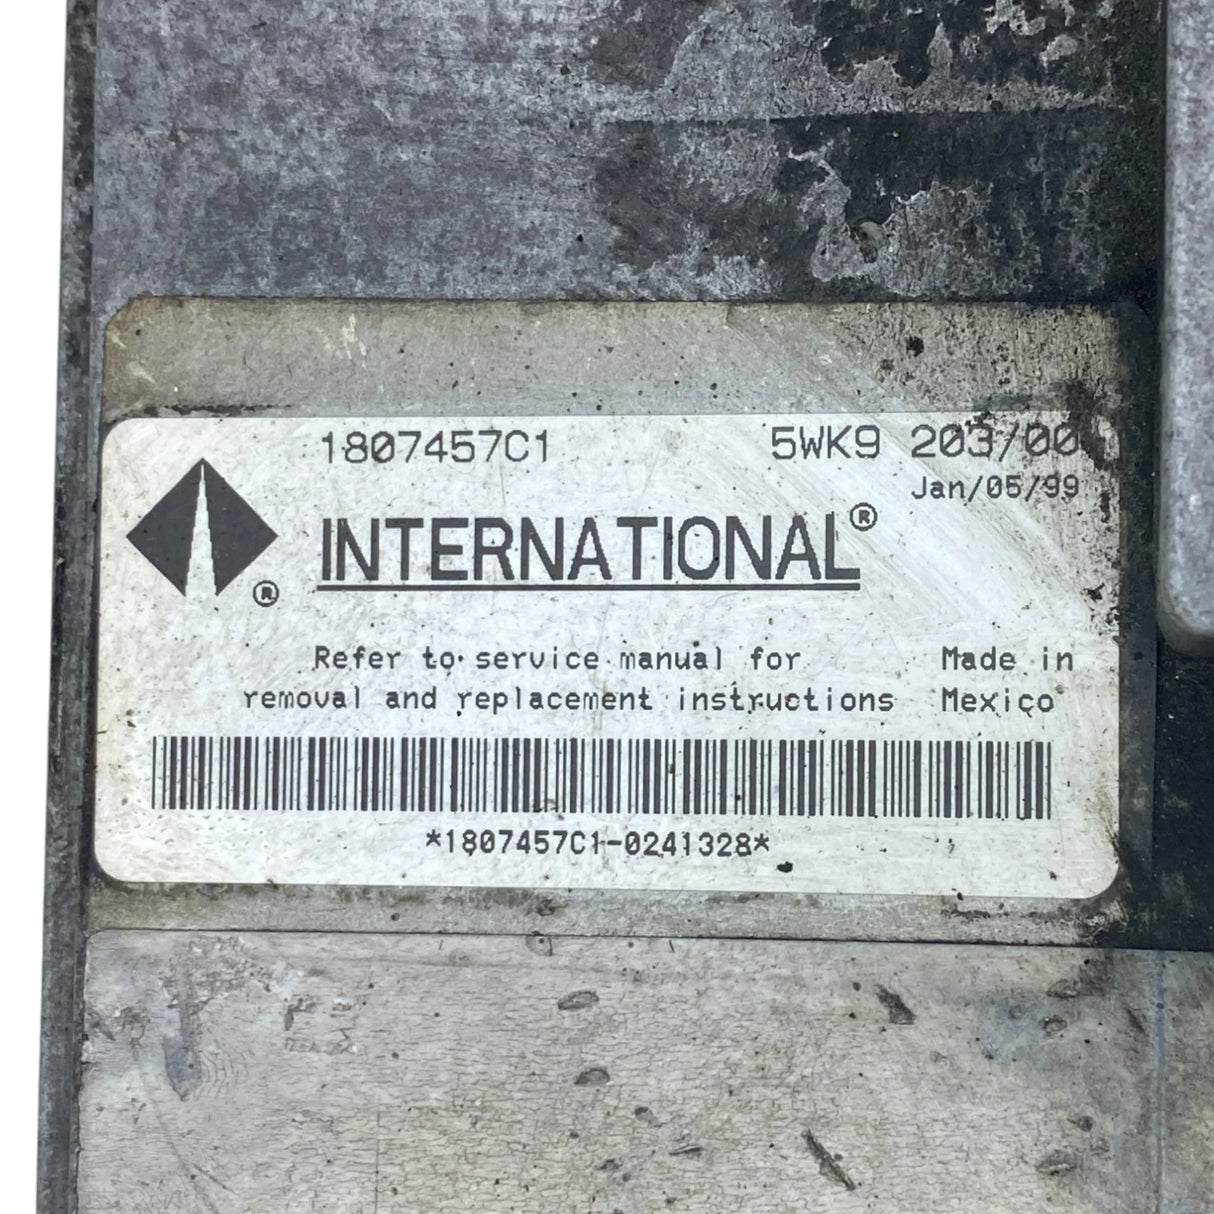 1807457C1 5WK9 203/00
Jan/05/99
INTERNATIONAL®
®
Refer to service manual for Made in
removal and replacement instructions Mexico
*1807457C1-0241328*